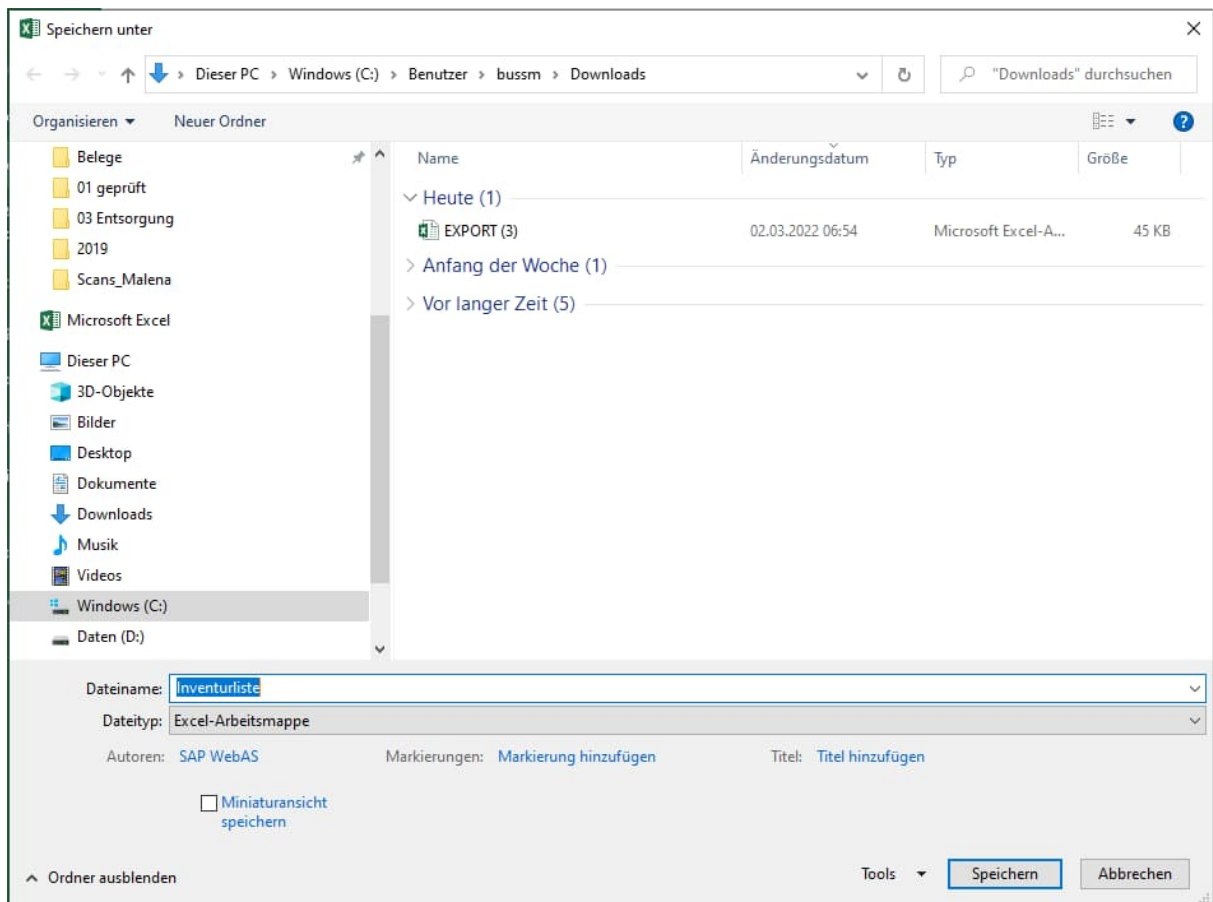 Speichern unter
Dieser PC > Windows (C:) > Benutzer > bussm > Downloads
"Downloads" durchsuchen
Organisieren
Neuer Ordner
Belege
01 geprüft
03 Entsorgung
2019
Scans_Malena
Microsoft Excel
Dieser PC
3D-Objekte
Bilder
Desktop
Dokumente
Downloads
Musik
Videos
Windows (C:)
Daten (D:)
Name Änderungsdatum Typ Größe
Heute (1)
EXPORT (3) 02.03.2022 06:54 Microsoft Excel-A... 45 KB
Anfang der Woche (1)
Vor langer Zeit (5)
Dateiname: Inventurliste
Dateityp: Excel-Arbeitsmappe
Autoren: SAP WebAS Markierungen: Markierung hinzufügen Titel: Titel hinzufügen
Miniaturansicht
speichern
Ordner ausblenden
Tools Speichern Abbrechen